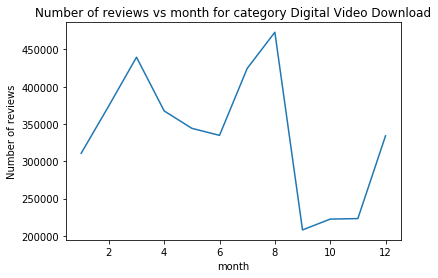 Number of reviews vs month for category Digital Video Download
450000
400000
350000
300000
250000
200000
Number of reviews
2 4 6 8 10 12
month